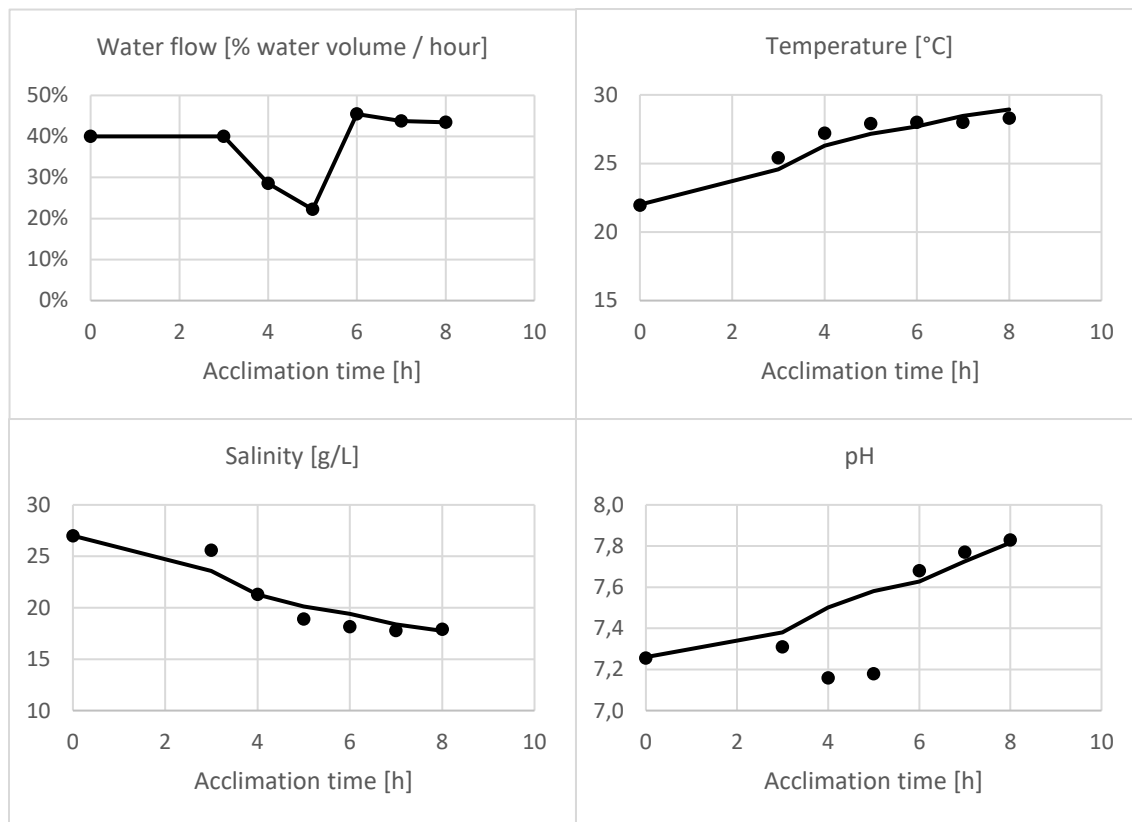 Water flow [% water volume / hour]
50%
40%
30%
20%
10%
0%
0 2 4 6 8 10
Acclimation time [h]
Temperature [°C]
30
25
20
15
0 2 4 6 8 10
Acclimation time [h]
Salinity [g/L]
30
25
20
15
10
0 2 4 6 8 10
Acclimation time [h]
pH
8,0
7,8
7,6
7,4
7,2
7,0
0 2 4 6 8 10
Acclimation time [h]